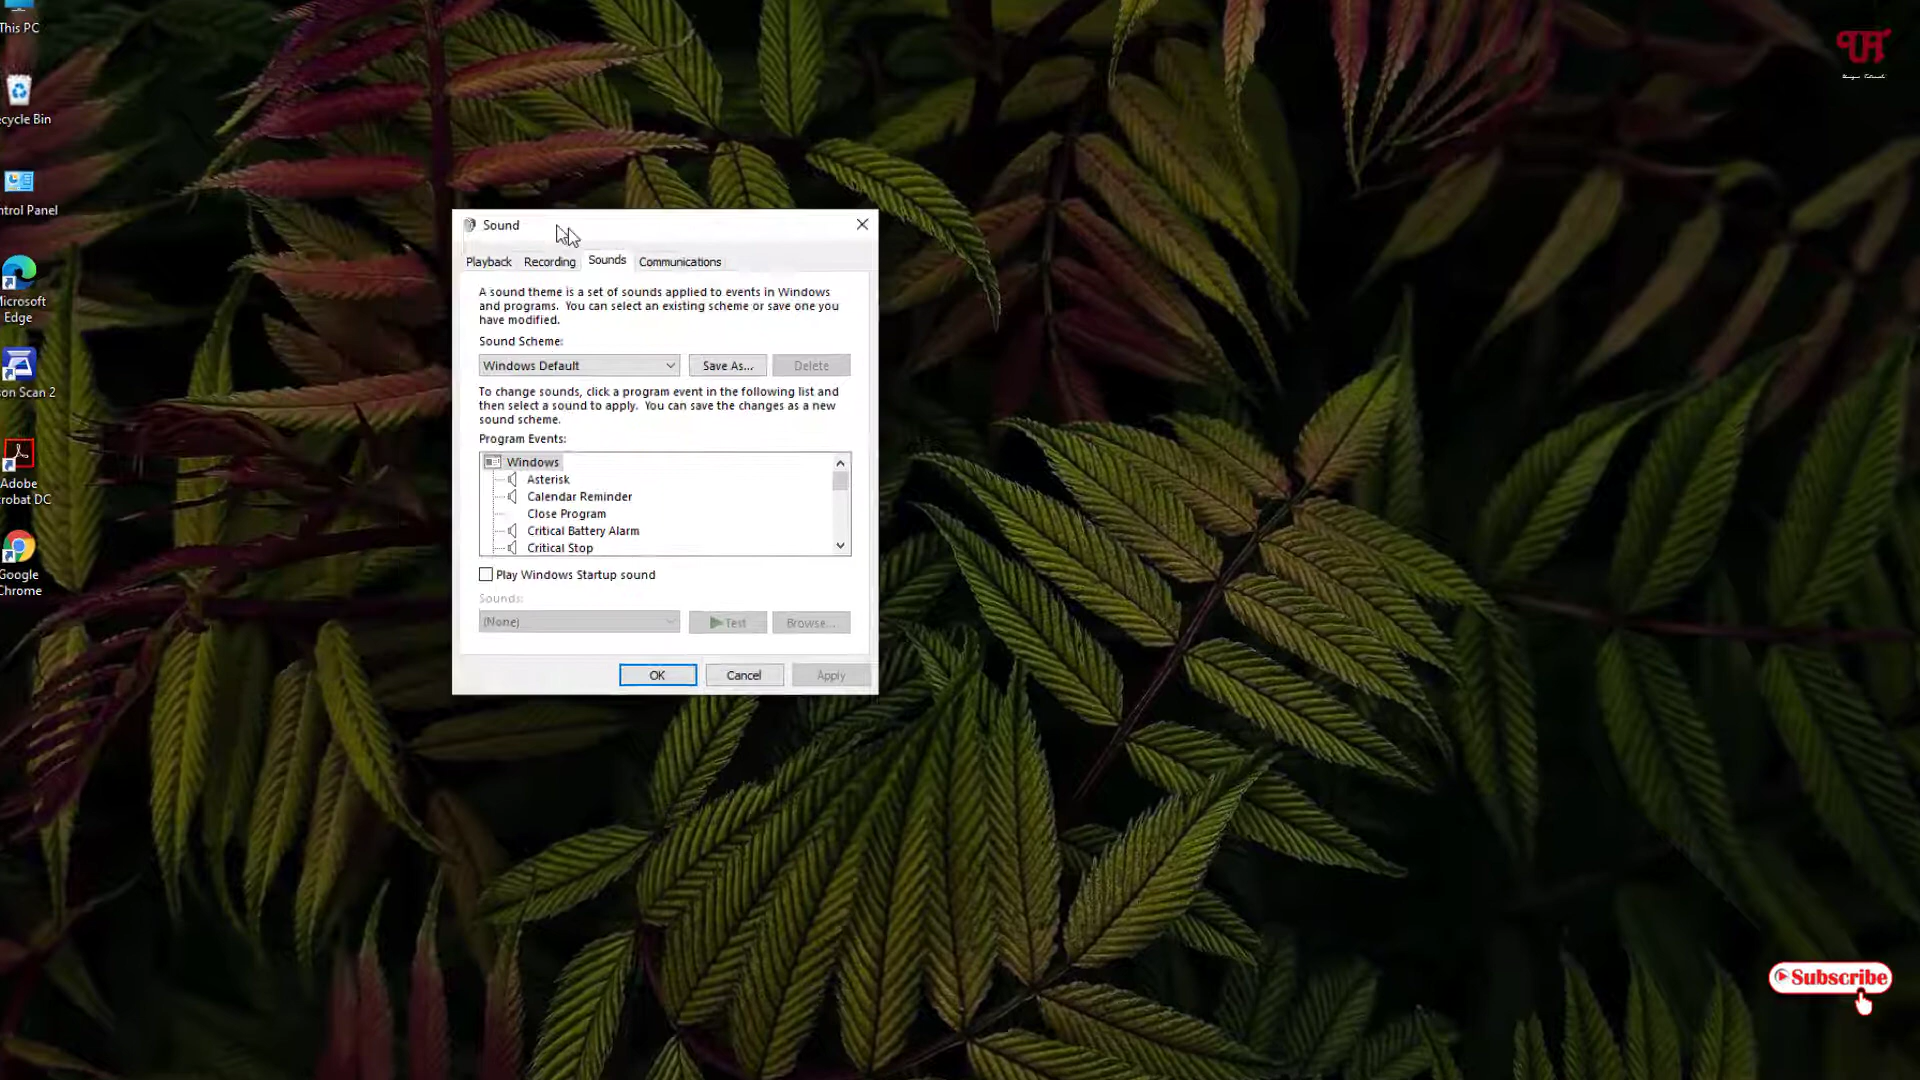 This PC
ecycle Bin
ntrol Panel
Microsoft
Edge
son Scan 2
Adobe
robat DC
Google
Chrome
Sound
Playback Recording Sounds Communications
A sound theme is a set of sounds applied to events in Windows
and programs. You can select an existing scheme or save one you
have modified.
Sound Scheme:
Windows Default Save As... Delete
To change sounds, click a program event in the following list and
then select a sound to apply. You can save the changes as a new
sound scheme.
Program Events:
Windows
Asterisk
Calendar Reminder
Close Program
Critical Battery Alarm
Critical Stop
Play Windows Startup sound
Sounds:
(None) Test Browse...
OK Cancel Apply
Subscribe